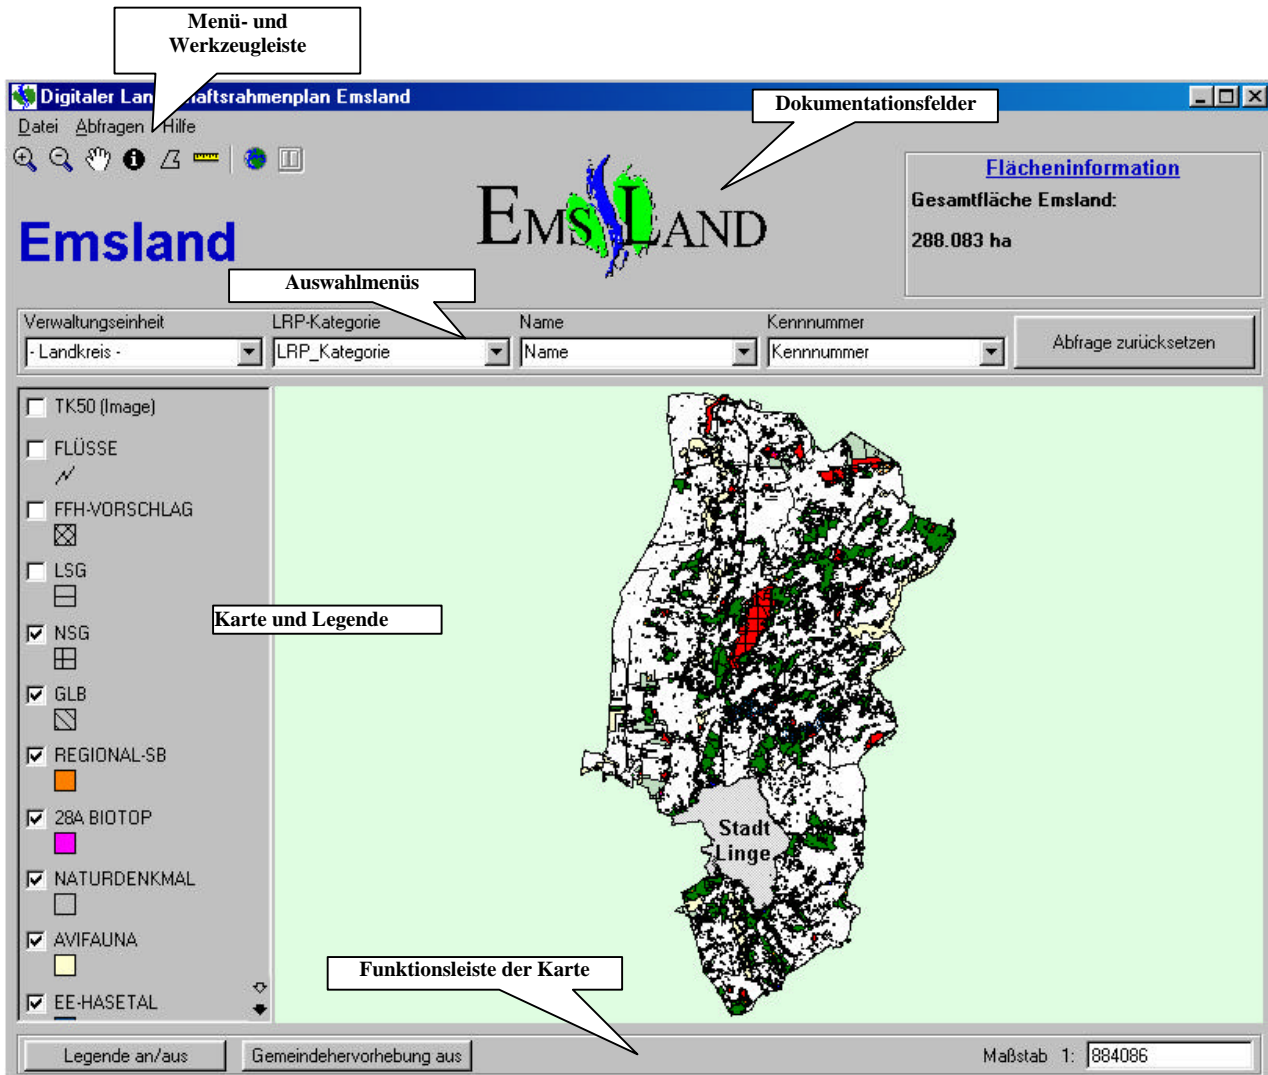 Menü- und
Werkzeugleiste
Digitaler Lan haftsrahmenplan Emsland
Dokumentationsfelder
Datei Abfragen Hilfe
EMSLAND
Flächeninformation
Gesamtfläche Emsland:
288.083 ha
Emsland
Auswahlmenüs
Verwaltungseinheit LRP-Kategorie Name Kennnummer
- Landkreis - LRP_Kategorie Name Kennnummer Abfrage zurücksetzen
TK50 (Image)
FLÜSSE
FFH-VORSCHLAG
LSG
Karte und Legende
NSG
GLB
REGIONAL-SB
28A BIOTOP
NATURDENKMAL
AVIFAUNA
EE-HASETAL
Stadt
Linge
Funktionsleiste der Karte
Legende an/aus Gemeindehervorhebung aus Maßstab 1: 884086